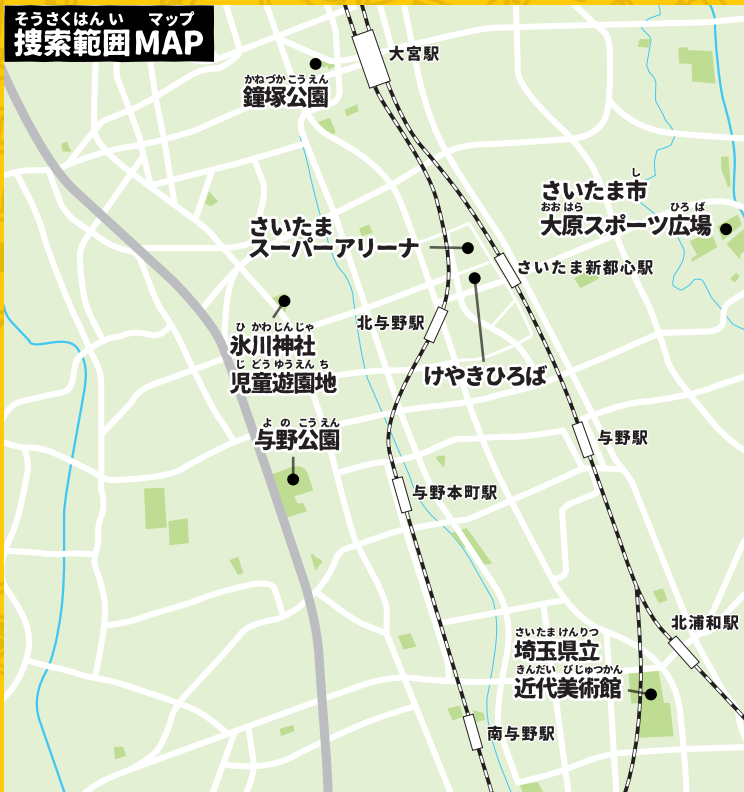 そうさくはんい マップ
捜索範囲MAP
大宮駅
かねづかこうえん
鐘塚公園
し
さいたま市
おおはら ひろば
大原スポーツ広場
さいたま
スーパーアリーナ
さいたま新都心駅
ひかわじんじゃ
氷川神社
じどうゆうえんち
児童遊園地
北与野駅
けやきひろば
よのこうえん
与野公園
与野駅
与野本町駅
北浦和駅
さいたまけんりつ
埼玉県立
きんだいびじゅつかん
近代美術館
南与野駅